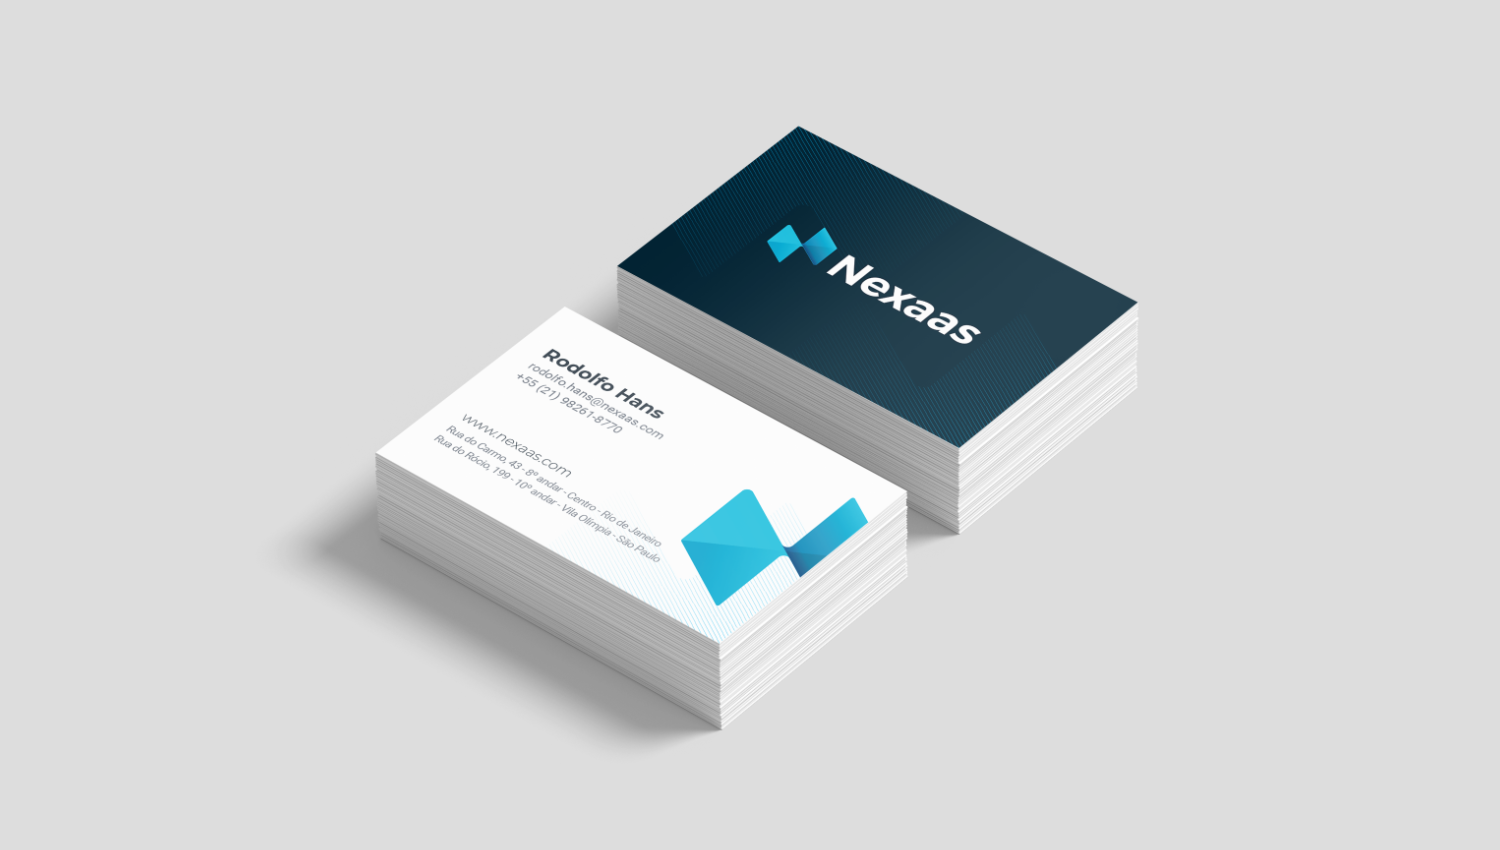 Nexaas
Rodolfo Hans
rodolfo.hans@nexaas.com
+55 (21) 98261-8770
www.nexaas.com
Rua do Carmo, 43 - 8º andar - Centro - Rio de Janeiro
Rua do Rócio, 199 - 10º andar - Vila Olímpia - São Paulo